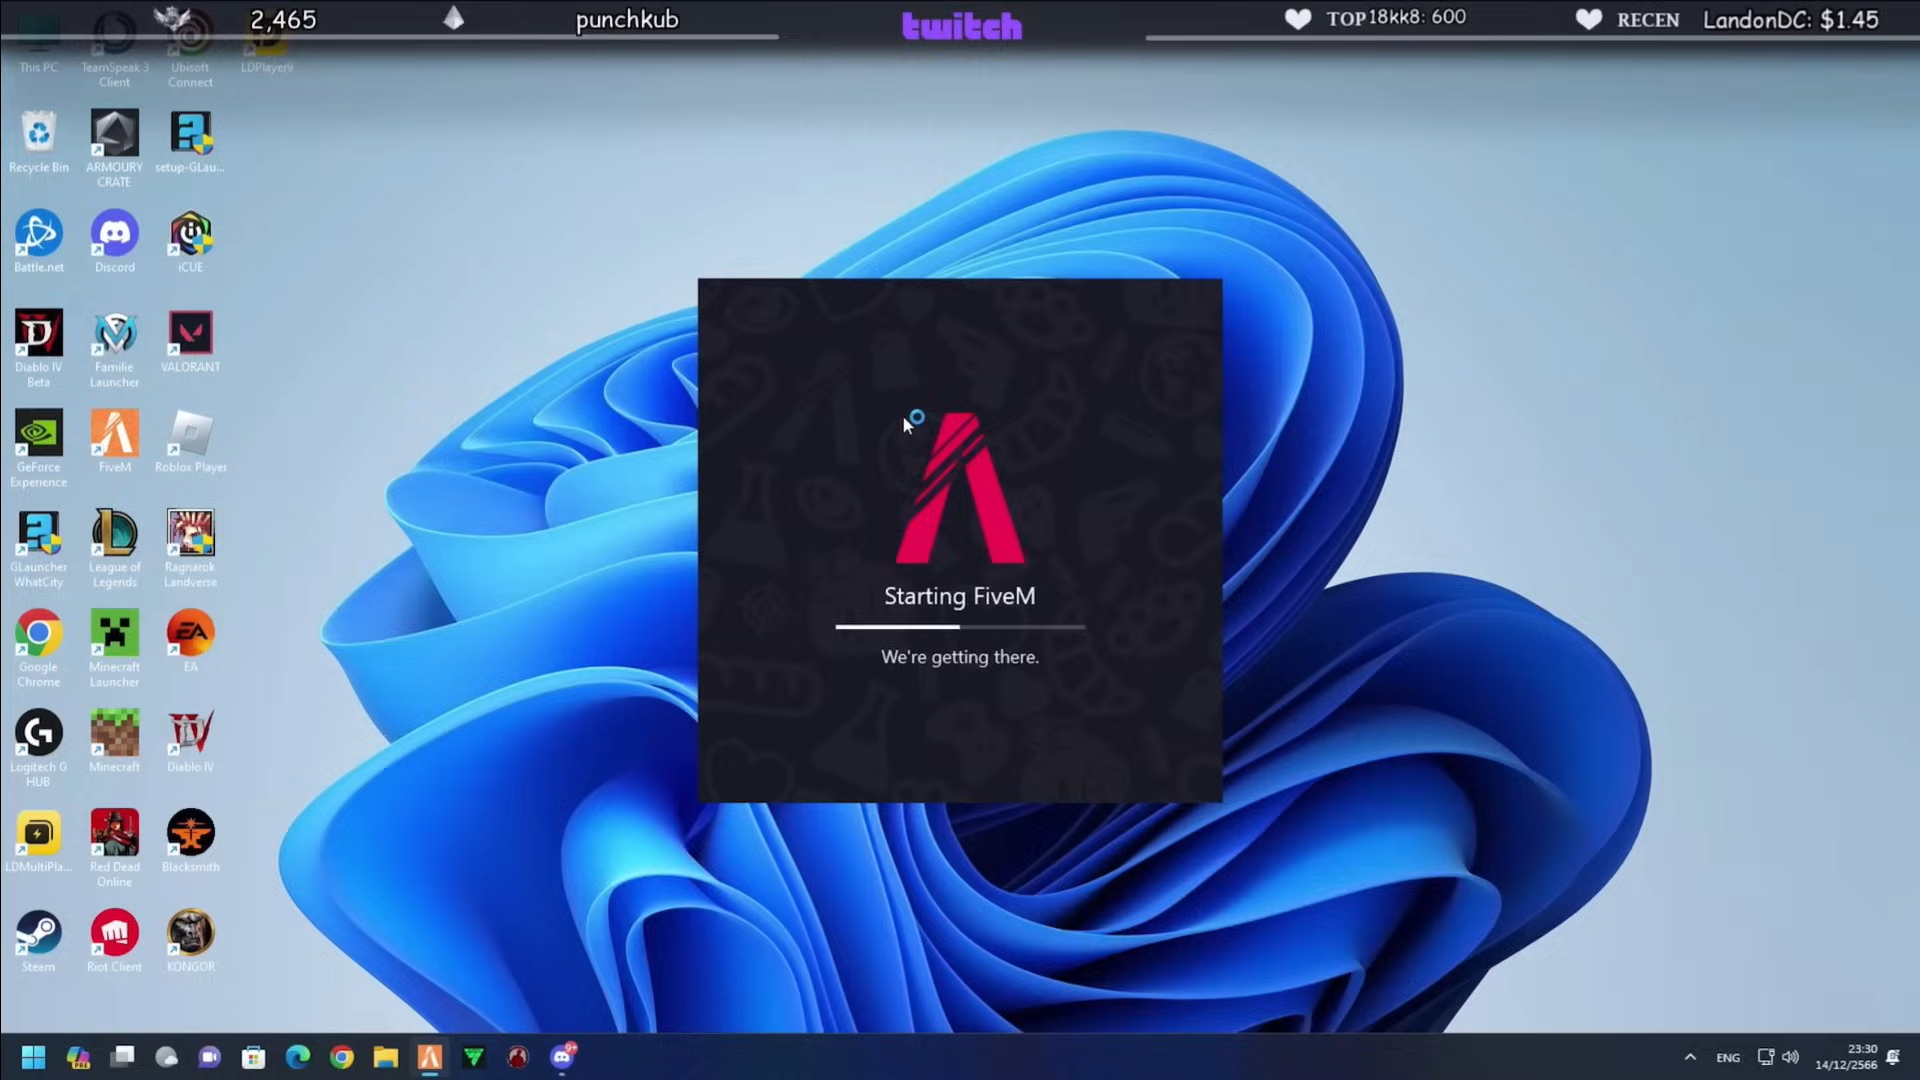 2,465
punchkub
twitch
TOP 18kk8: 600
RECEN LandonDC: $1.45
This PC
TeamSpeak 3
Client
Ubisoft
Connect
LDPlayer9
Recycle Bin
ARMOURY
CRATE
setup-GLau...
Battle.net
Discord
iCUE
Diablo IV
Beta
Familie
Launcher
VALORANT
GeForce
Experience
FiveM
Roblox Player
GLauncher
WhatCity
League of
Legends
Ragnarok
Landverse
Google
Chrome
Minecraft
Launcher
EA
Logitech G
HUB
Minecraft
Diablo IV
LDMultiPla...
Red Dead
Online
Blacksmith
Steam
Riot Client
KONGOR
Starting FiveM
We're getting there.
PRE
9+
ENG
23:30
14/12/2566